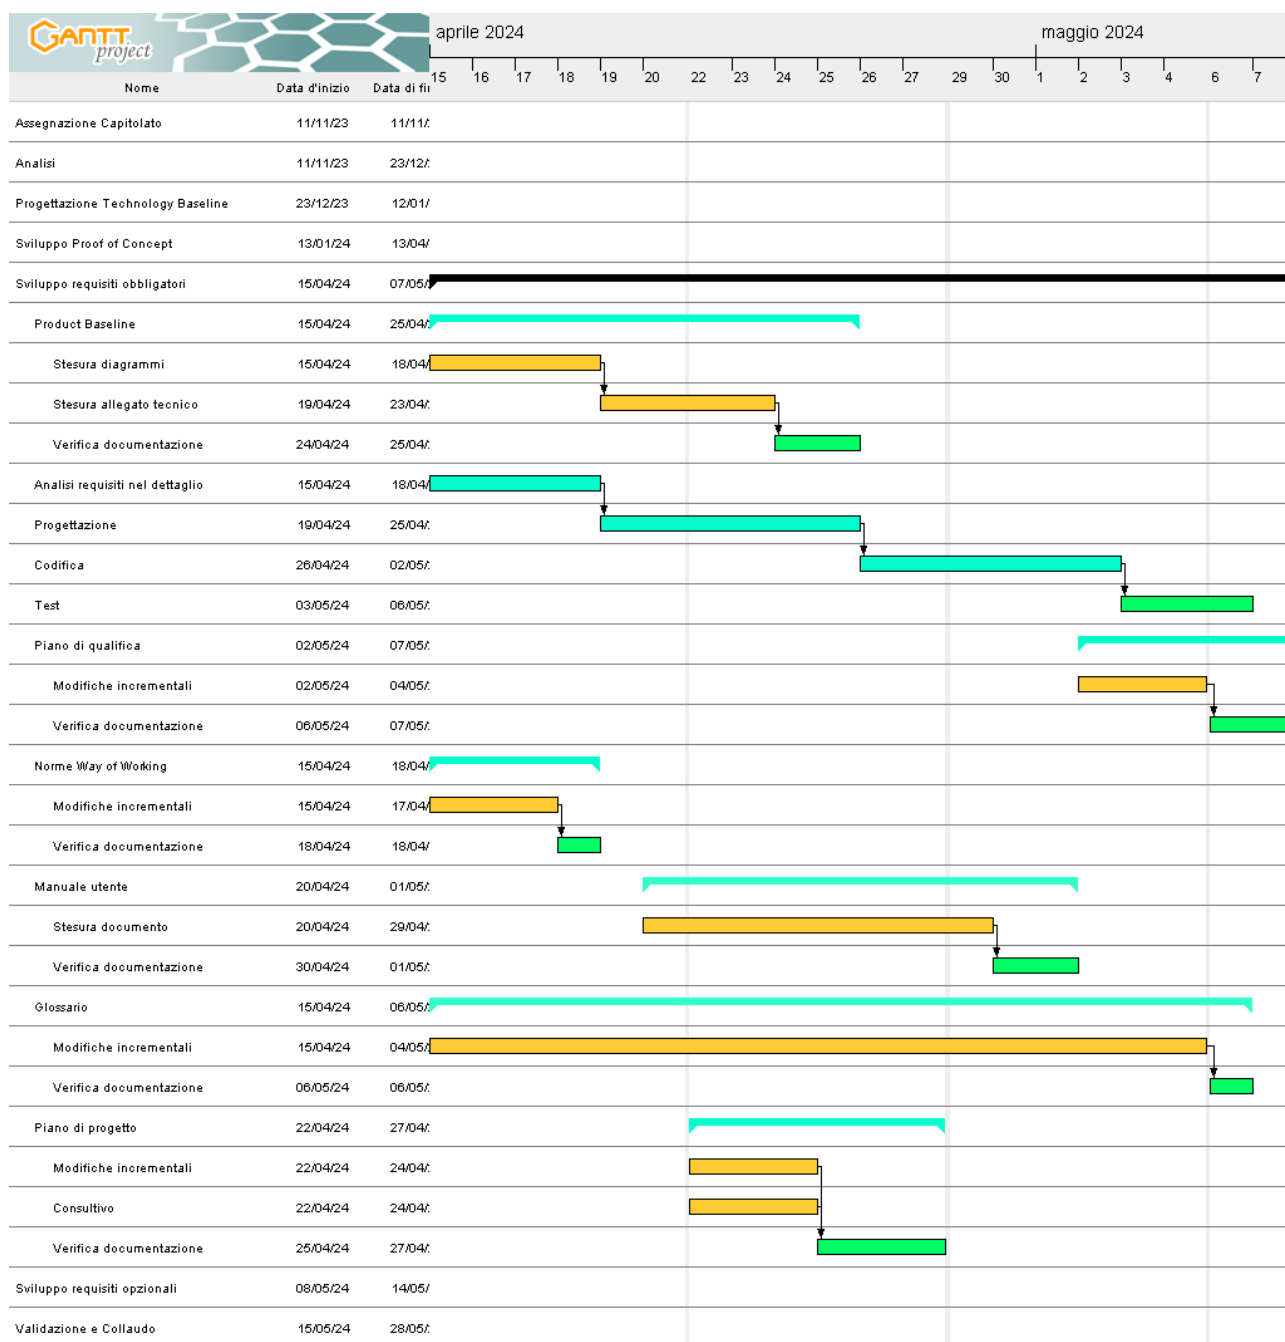 GANTT project
aprile 2024 maggio 2024
15 16 17 18 19 20 22 23 24 25 26 27 29 30 1 2 3 4 6 7
Nome Data d'inizio Data di fi
Assegnazione Capitolato 11/11/23 11/11/
Analisi 11/11/23 23/12/
Progettazione Technology Baseline 23/12/23 12/01/
Sviluppo Proof of Concept 13/01/24 13/04/
Sviluppo requisiti obbligatori 15/04/24 07/05/
Product Baseline 15/04/24 25/04/
Stesura diagrammi 15/04/24 18/04/
Stesura allegato tecnico 19/04/24 23/04/
Verifica documentazione 24/04/24 25/04/
Analisi requisiti nel dettaglio 15/04/24 18/04/
Progettazione 19/04/24 25/04/
Codifica 26/04/24 02/05/
Test 03/05/24 06/05/
Piano di qualifica 02/05/24 07/05/
Modifiche incrementali 02/05/24 04/05/
Verifica documentazione 06/05/24 07/05/
Norme Way of Working 15/04/24 18/04/
Modifiche incrementali 15/04/24 17/04/
Verifica documentazione 18/04/24 18/04/
Manuale utente 20/04/24 01/05/
Stesura documento 20/04/24 29/04/
Verifica documentazione 30/04/24 01/05/
Glossario 15/04/24 06/05/
Modifiche incrementali 15/04/24 04/05/
Verifica documentazione 06/05/24 06/05/
Piano di progetto 22/04/24 27/04/
Modifiche incrementali 22/04/24 24/04/
Consultivo 22/04/24 24/04/
Verifica documentazione 25/04/24 27/04/
Sviluppo requisiti opzionali 08/05/24 14/05/
Validazione e Collaudo 15/05/24 28/05/